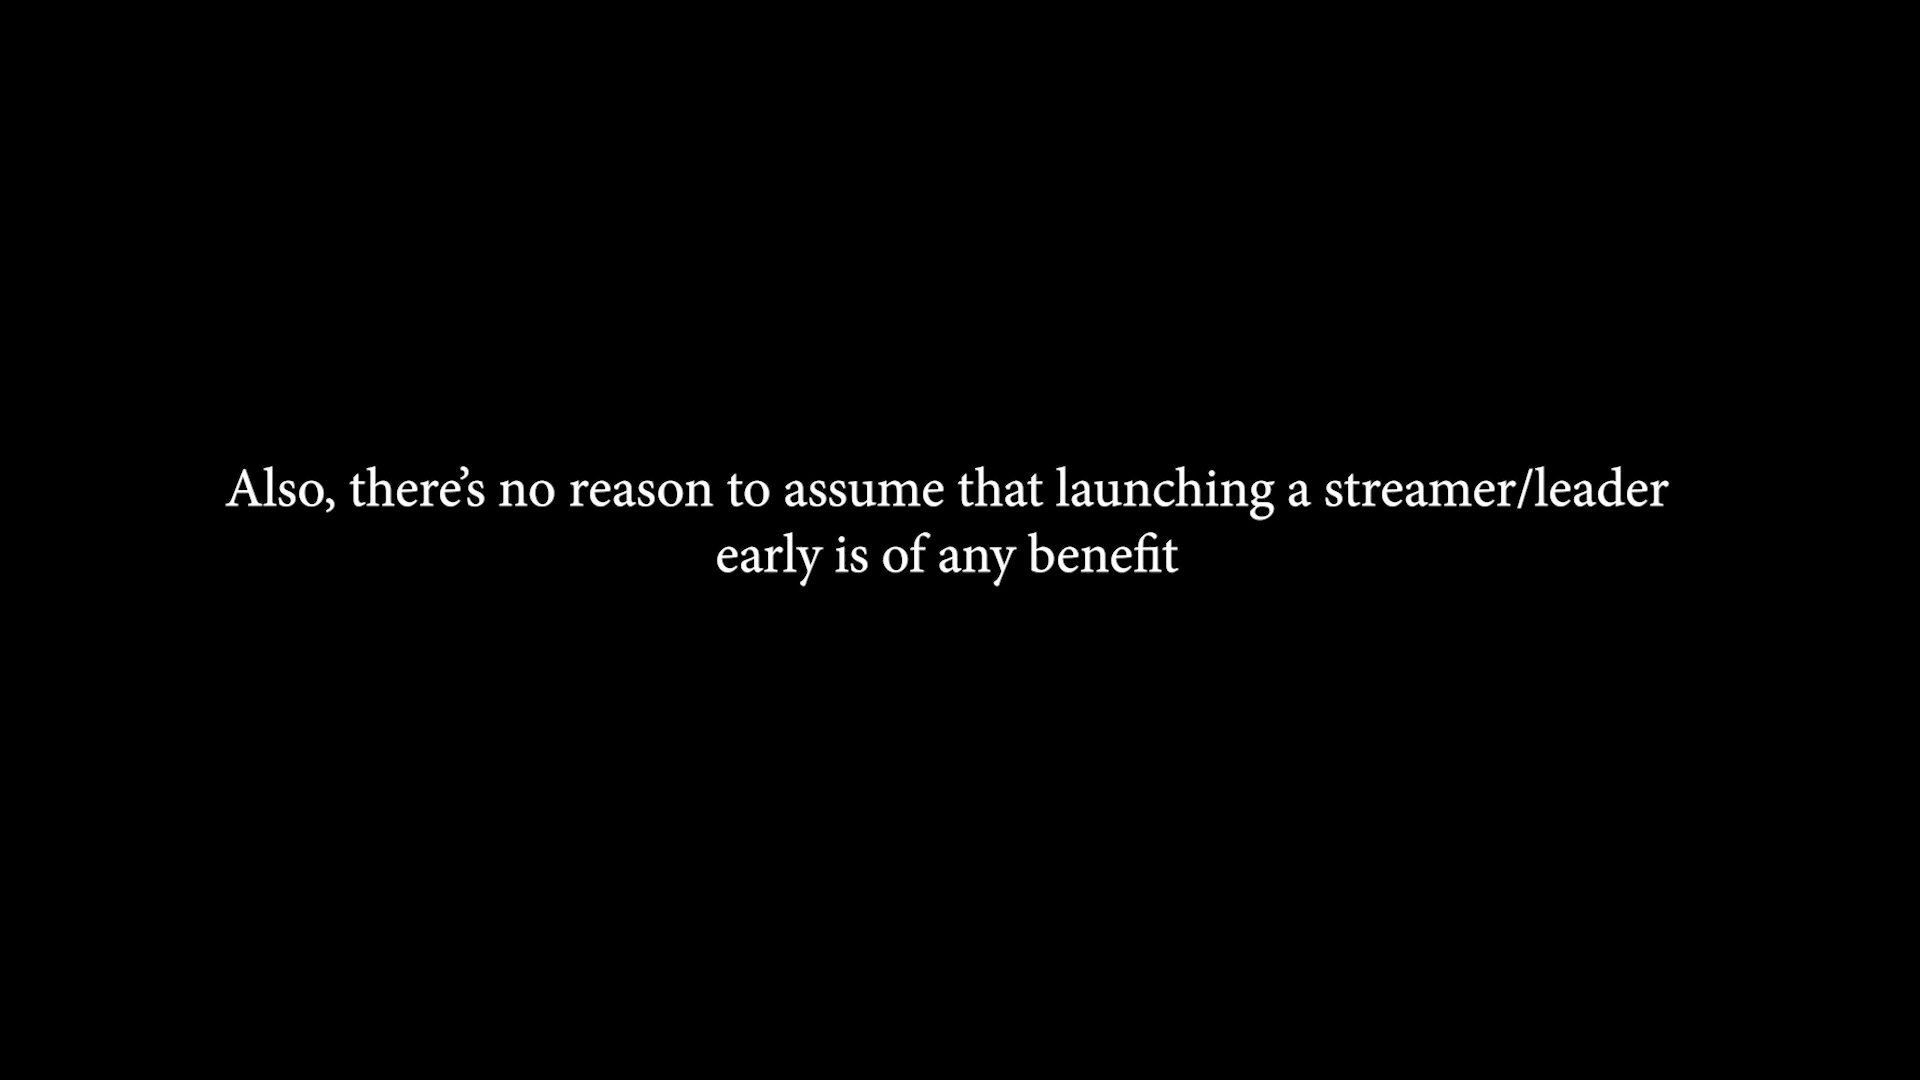 Also, there’s no reason to assume that launching a streamer/leader
early is of any benefit